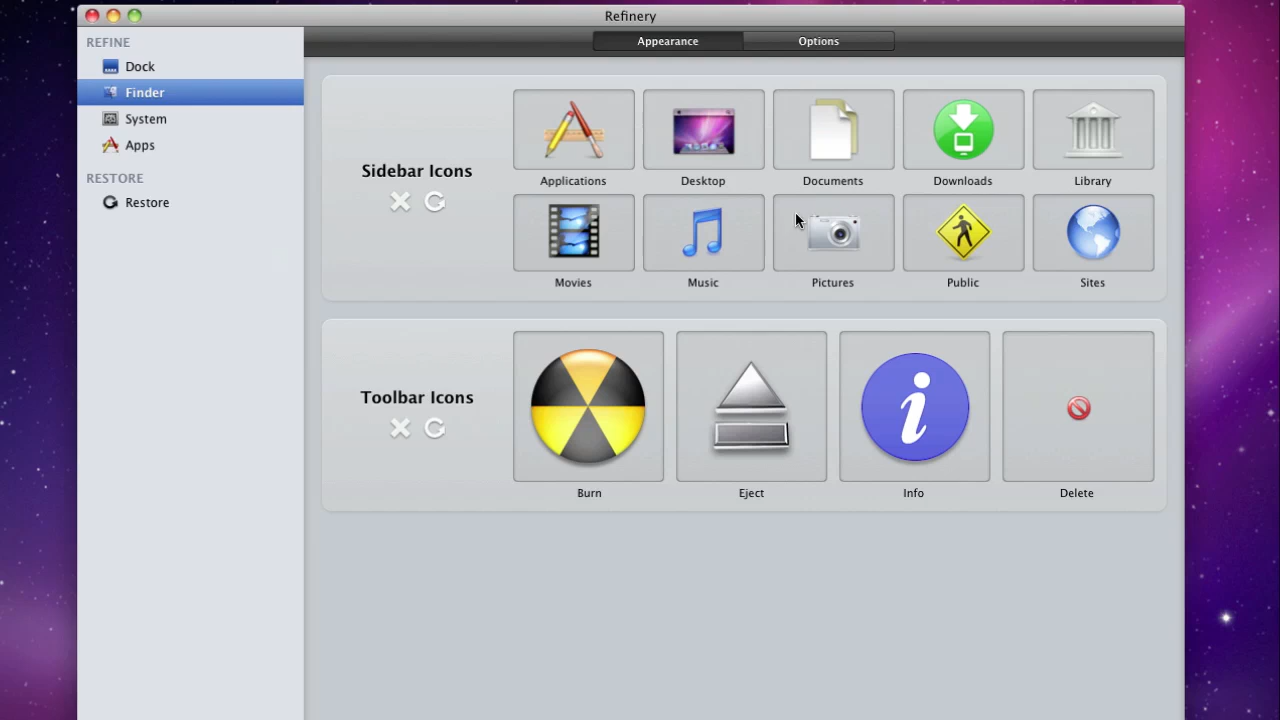 Refinery
Appearance Options
REFINE
Dock
Finder
System
Apps
RESTORE
Restore
Sidebar Icons
Applications Desktop Documents Downloads Library
Movies Music Pictures Public Sites
Toolbar Icons
Burn Eject Info Delete